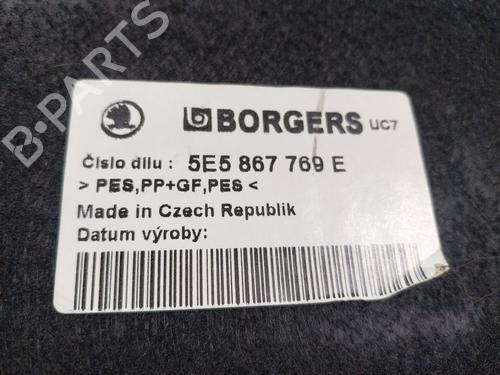 BORGERS UC7
Číslo dílu : 5E5 867 769 E
> PES,PP+GF,PES <
Made in Czech Republik
Datum výroby:
B-PARTS